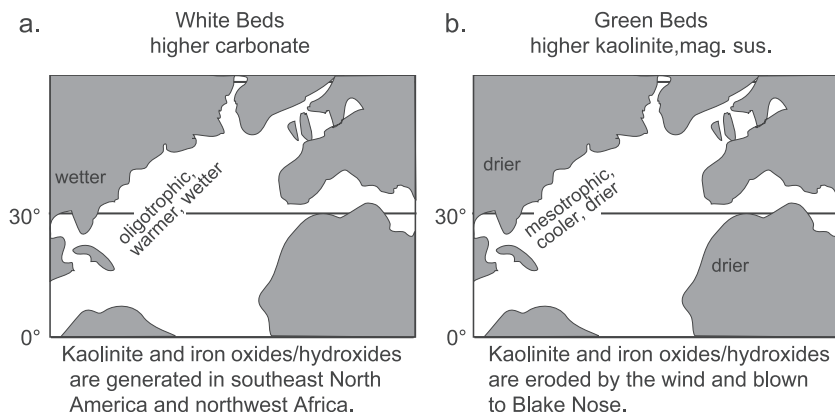 a.
White Beds
higher carbonate
wetter
oligotrophic,
warmer, wetter
30°
0°
Kaolinite and iron oxides/hydroxides
are generated in southeast North
America and northwest Africa.
b.
Green Beds
higher kaolinite,mag. sus.
drier
mesotrophic,
cooler, drier
30°
drier
0°
Kaolinite and iron oxides/hydroxides
are eroded by the wind and blown
to Blake Nose.